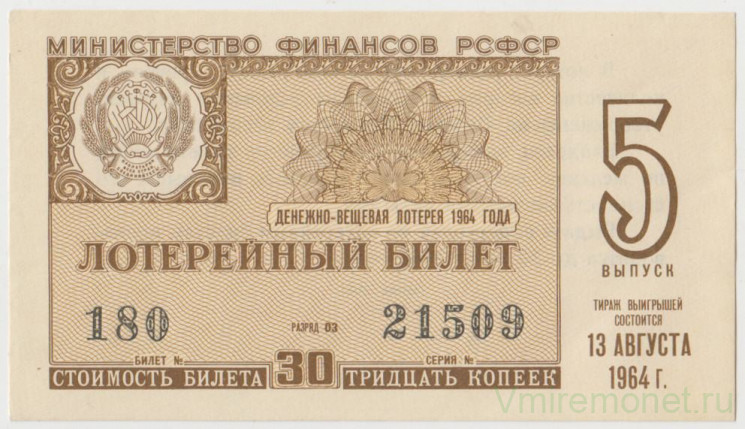 МИНИСТЕРСТВО ФИНАНСОВ РСФСР
РСФСР
ДЕНЕЖНО-ВЕЩЕВАЯ ЛОТЕРЕЯ 1964 ГОДА
ЛОТЕРЕЙНЫЙ БИЛЕТ
180 РАЗРЯД 03 21509
БИЛЕТ № СЕРИЯ №
СТОИМОСТЬ БИЛЕТА 30 ТРИДЦАТЬ КОПЕЕК
5
ВЫПУСК
ТИРАЖ ВЫИГРЫШЕЙ
СОСТОИТСЯ
13 АВГУСТА
1964 г.
Vmiremonet.ru